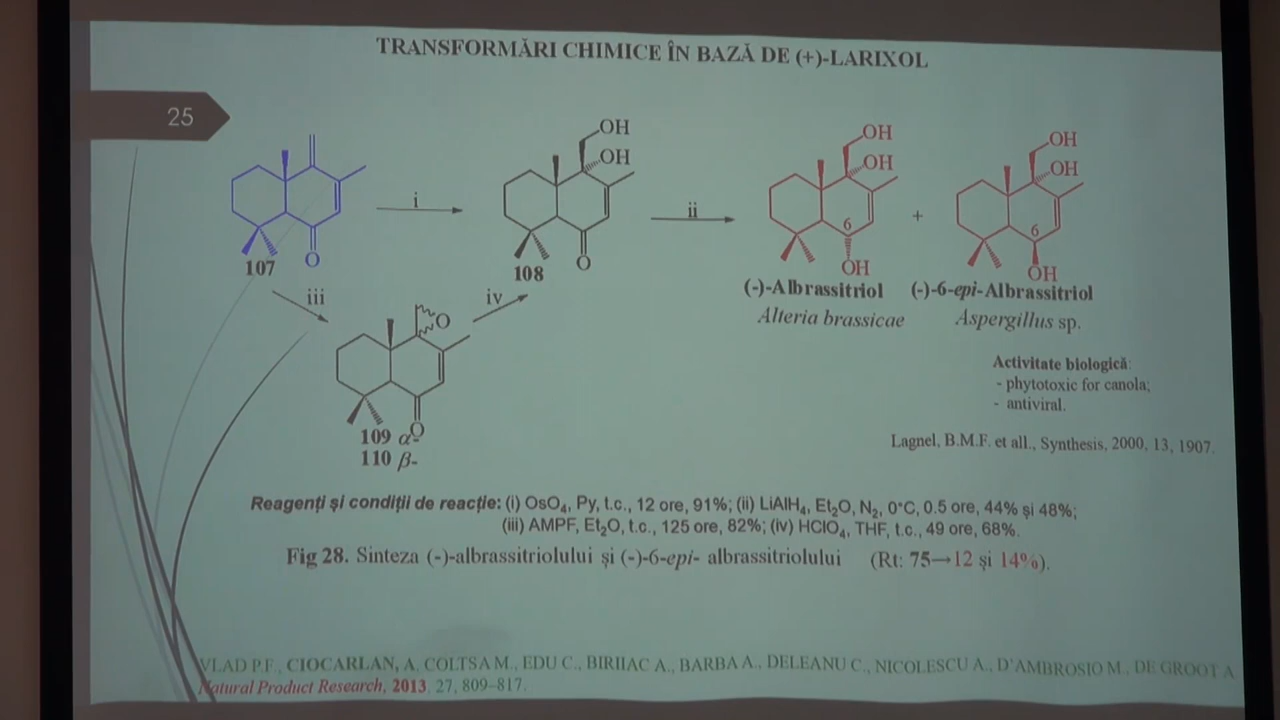 TRANSFORMĂRI CHIMICE ÎN BAZĂ DE (+)-LARIXOL
25
OH
OH
O
107
i
OH
OH
O
108
ii
OH
OH
6
OH
+
OH
OH
6
OH
(-)-Albrassitriol
(-)-6-epi-Albrassitriol
Alteria brassicae
Aspergillus sp.
iii
iv
O
O
109 α-
110 β-
Activitate biologică:
- phytotoxic for canola;
- antiviral.
Lagnel, B.M.F. et all., Synthesis, 2000, 13, 1907.
Reagenți și condiții de reacție: (i) OsO4, Py, t.c., 12 ore, 91%; (ii) LiAlH4, Et2O, N2, 0°C, 0.5 ore, 44% și 48%;
(iii) AMPF, Et2O, t.c., 125 ore, 82%; (iv) HClO4, THF, t.c., 49 ore, 68%.
Fig 28. Sinteza (-)-albrassitriolului și (-)-6-epi- albrassitriolului (Rt: 75→12 și 14%).
VLAD P.F., CIOCARLAN, A. COLTSA M., EDU C., BIRIIAC A., BARBA A., DELEANU C., NICOLESCU A., D'AMBROSIO M., DE GROOT A
Natural Product Research, 2013, 27, 809–817.